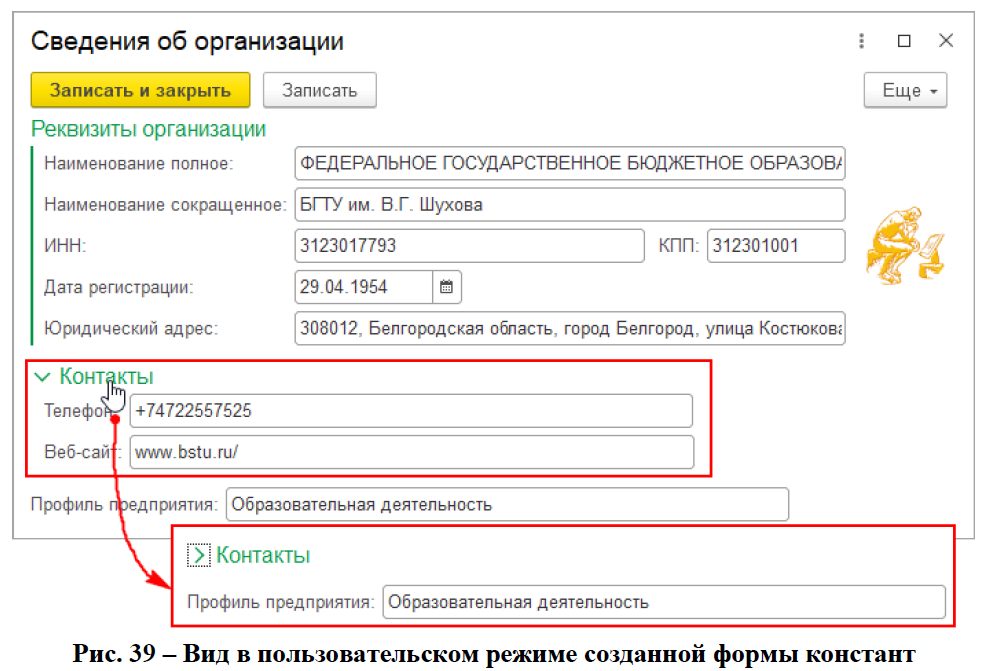 Сведения об организации
Записать и закрыть Записать Еще
Реквизиты организации
Наименование полное: ФЕДЕРАЛЬНОЕ ГОСУДАРСТВЕННОЕ БЮДЖЕТНОЕ ОБРАЗОВА
Наименование сокращенное: БГТУ им. В.Г. Шухова
ИНН: 3123017793 КПП: 312301001
Дата регистрации: 29.04.1954
Юридический адрес: 308012, Белгородская область, город Белгород, улица Костюкова
Контакты
Телефон: +74722557525
Веб-сайт: www.bstu.ru/
Профиль предприятия: Образовательная деятельность
Контакты
Профиль предприятия: Образовательная деятельность
Рис. 39 – Вид в пользовательском режиме созданной формы констант